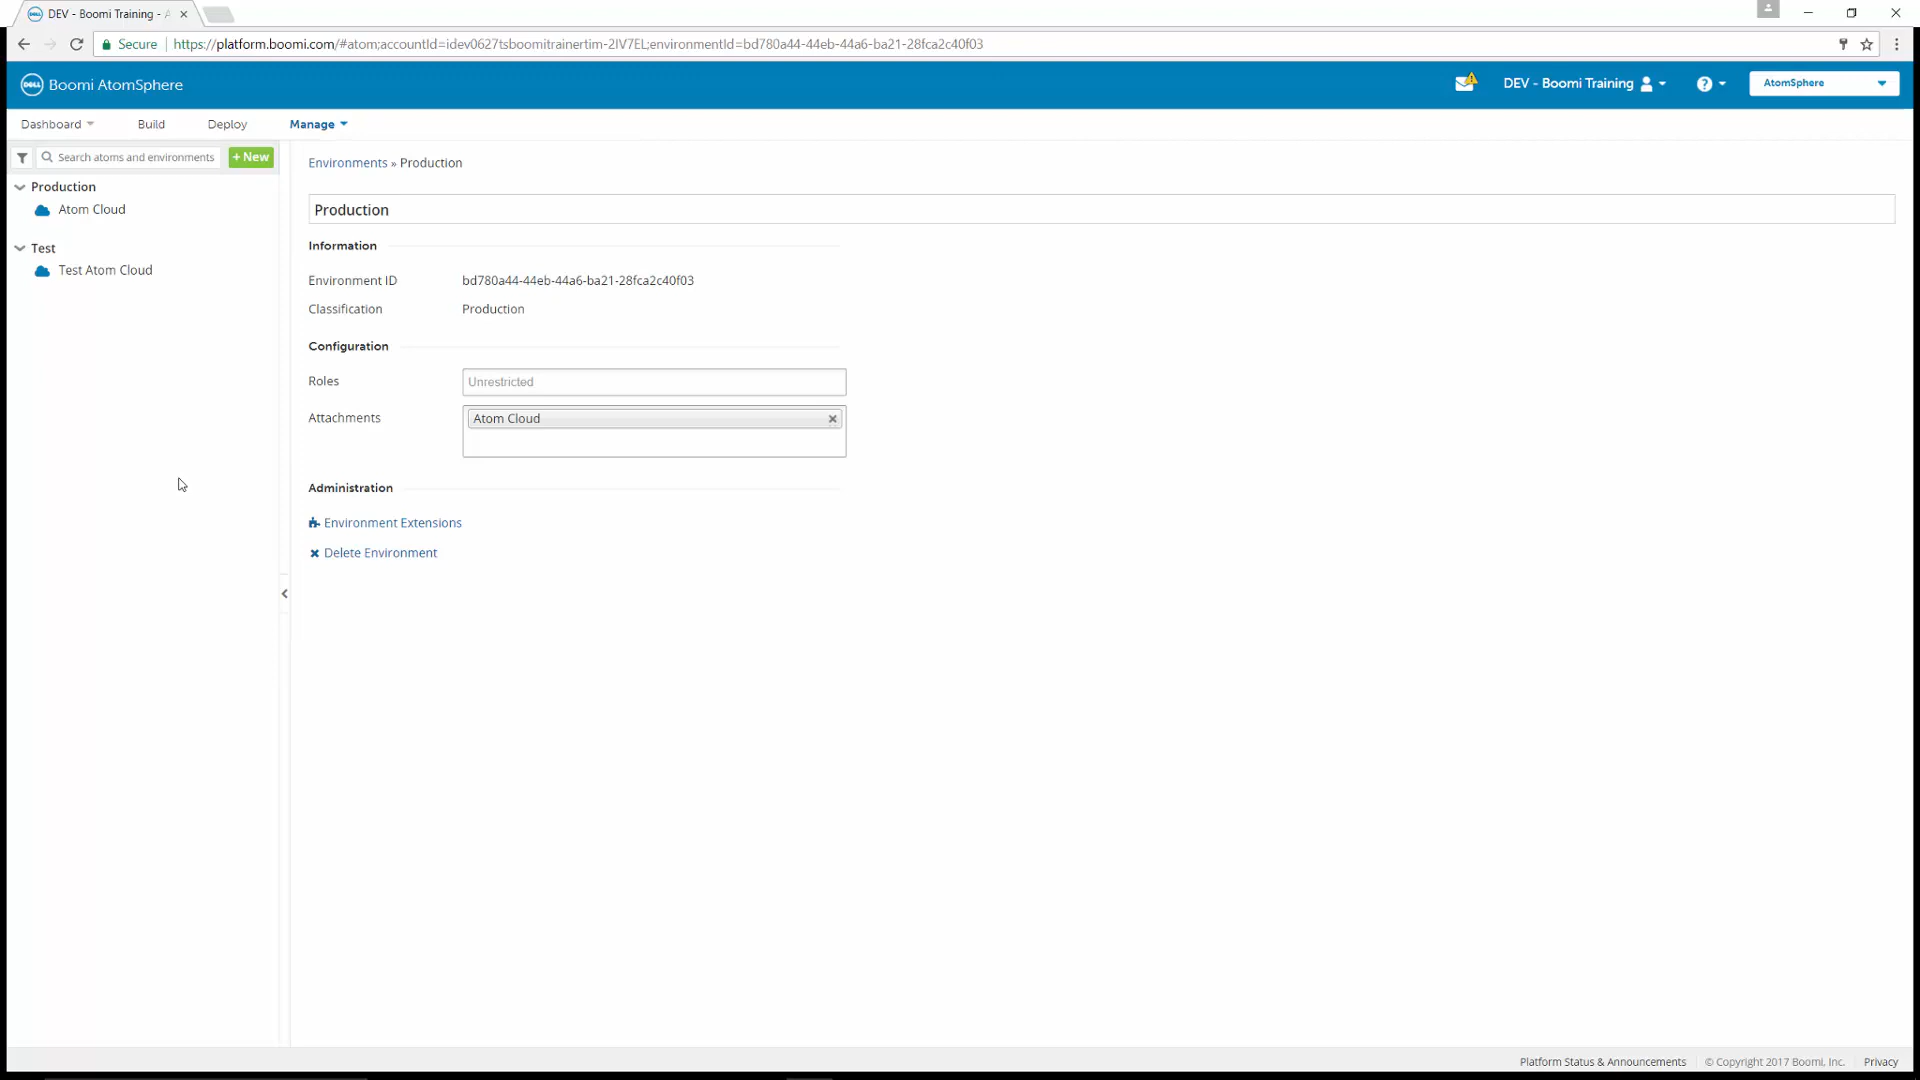 DEV - Boomi Training - A
Secure
https://platform.boomi.com/#atom;accountId=idev0627tsboomitrainertim-2IV7EL;environmentId=bd780a44-44eb-44a6-ba21-28fca2c40f03
DELL
Boomi AtomSphere
DEV - Boomi Training
AtomSphere
Dashboard
Build
Deploy
Manage
Search atoms and environments
+ New
Production
Atom Cloud
Test
Test Atom Cloud
Environments » Production
Production
Information
Environment ID
bd780a44-44eb-44a6-ba21-28fca2c40f03
Classification
Production
Configuration
Roles
Unrestricted
Attachments
Atom Cloud
Administration
Environment Extensions
Delete Environment
Platform Status & Announcements
© Copyright 2017 Boomi, Inc.
Privacy